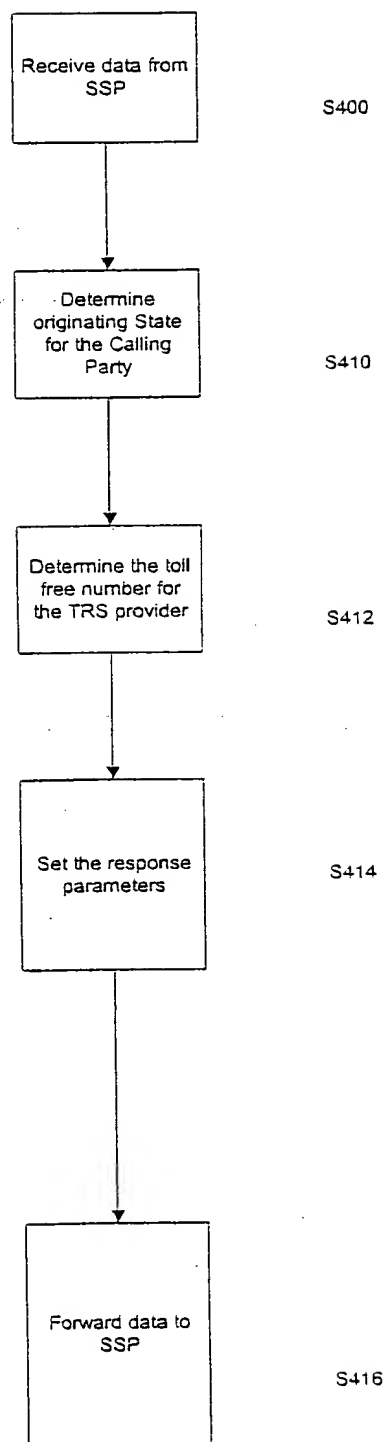 Receive data from
SSP
S400
Determine
originating State
for the Calling
Party
S410
Determine the toll
free number for
the TRS provider
S412
Set the response
parameters
S414
Forward data to
SSP
S416